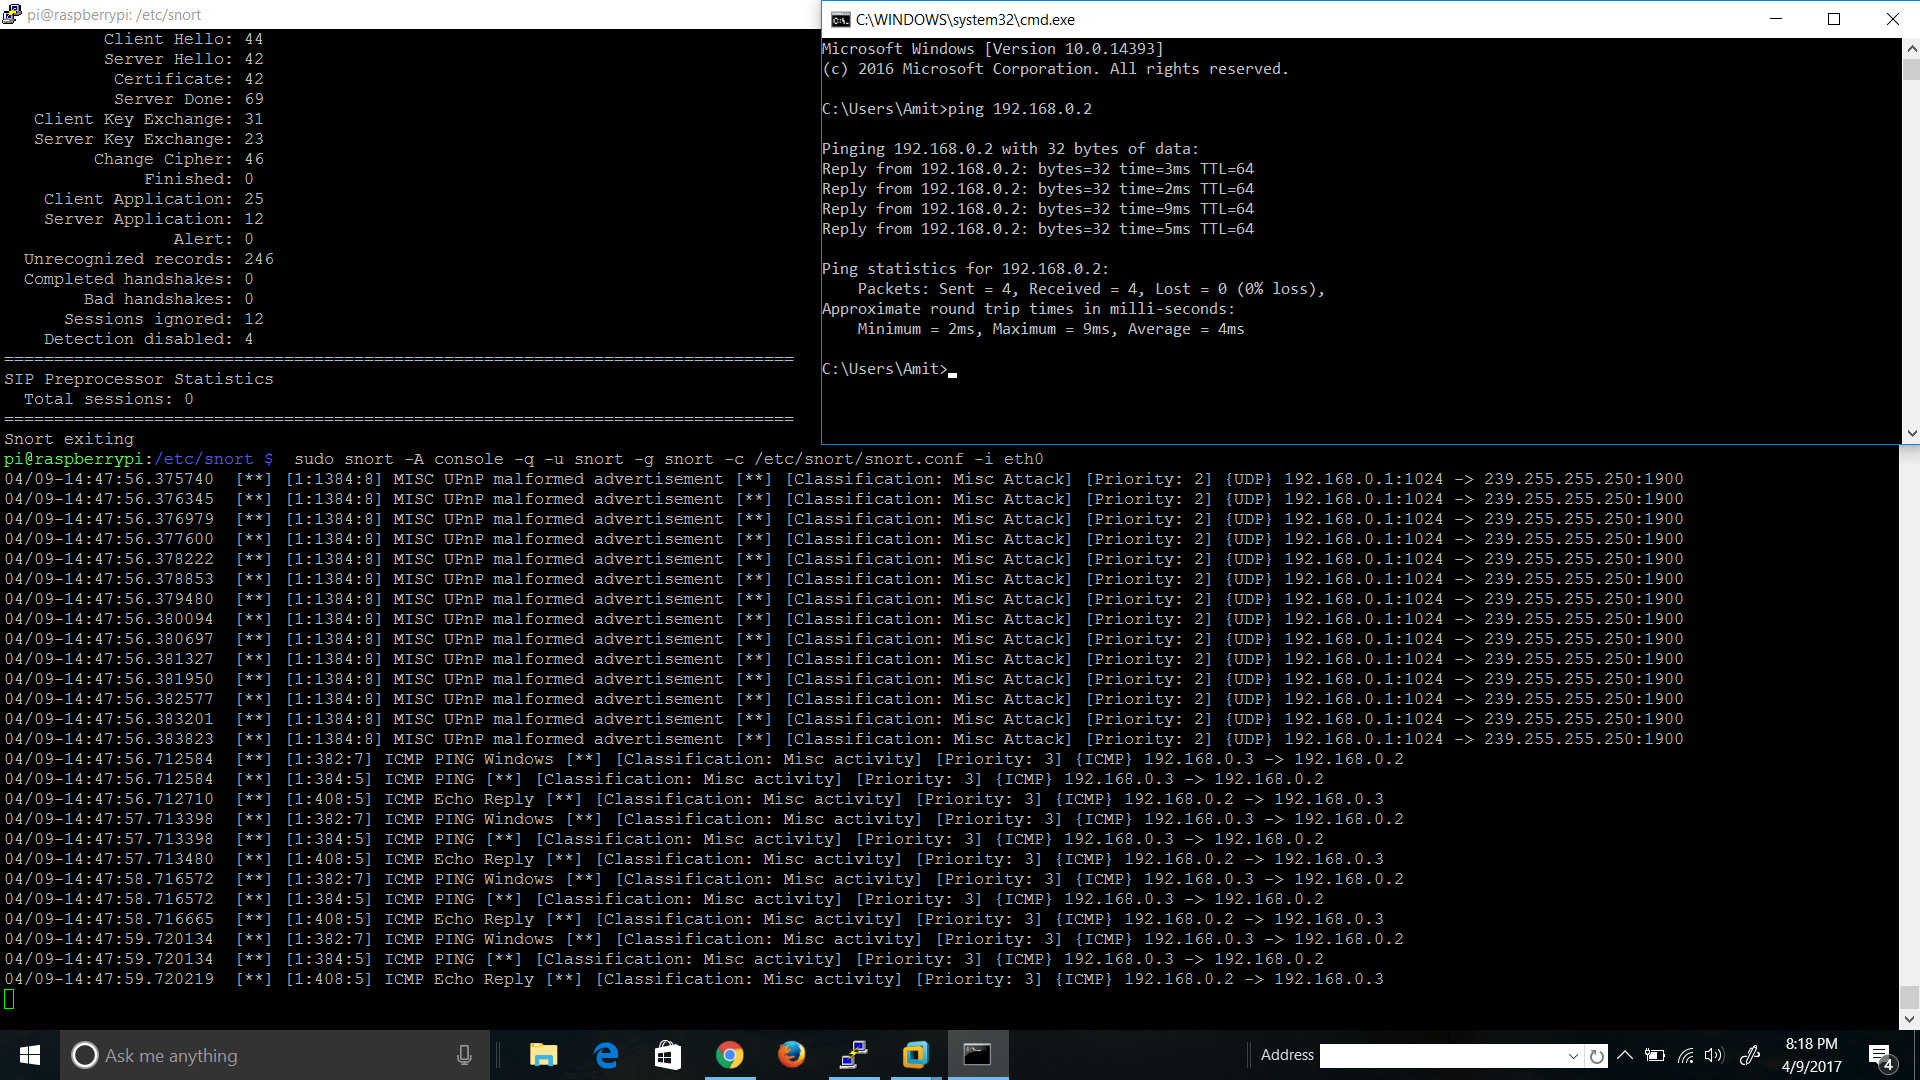 pi@raspberrypi: /etc/snort
Client Hello: 44
Server Hello: 42
Certificate: 42
Server Done: 69
Client Key Exchange: 31
Server Key Exchange: 23
Change Cipher: 46
Finished: 0
Client Application: 25
Server Application: 12
Alert: 0
Unrecognized records: 246
Completed handshakes: 0
Bad handshakes: 0
Sessions ignored: 12
Detection disabled: 4
===============================================================================
SIP Preprocessor Statistics
Total sessions: 0
===============================================================================
Snort exiting
C:\WINDOWS\system32\cmd.exe
Microsoft Windows [Version 10.0.14393]
(c) 2016 Microsoft Corporation. All rights reserved.
C:\Users\Amit>ping 192.168.0.2
Pinging 192.168.0.2 with 32 bytes of data:
Reply from 192.168.0.2: bytes=32 time=3ms TTL=64
Reply from 192.168.0.2: bytes=32 time=2ms TTL=64
Reply from 192.168.0.2: bytes=32 time=9ms TTL=64
Reply from 192.168.0.2: bytes=32 time=5ms TTL=64
Ping statistics for 192.168.0.2:
Packets: Sent = 4, Received = 4, Lost = 0 (0% loss),
Approximate round trip times in milli-seconds:
Minimum = 2ms, Maximum = 9ms, Average = 4ms
C:\Users\Amit>
pi@raspberrypi:/etc/snort $ sudo snort -A console -q -u snort -g snort -c /etc/snort/snort.conf -i eth0
04/09-14:47:56.375740 [**] [1:1384:8] MISC UPnP malformed advertisement [**] [Classification: Misc Attack] [Priority: 2] {UDP} 192.168.0.1:1024 -> 239.255.255.250:1900
04/09-14:47:56.376345 [**] [1:1384:8] MISC UPnP malformed advertisement [**] [Classification: Misc Attack] [Priority: 2] {UDP} 192.168.0.1:1024 -> 239.255.255.250:1900
04/09-14:47:56.376979 [**] [1:1384:8] MISC UPnP malformed advertisement [**] [Classification: Misc Attack] [Priority: 2] {UDP} 192.168.0.1:1024 -> 239.255.255.250:1900
04/09-14:47:56.377600 [**] [1:1384:8] MISC UPnP malformed advertisement [**] [Classification: Misc Attack] [Priority: 2] {UDP} 192.168.0.1:1024 -> 239.255.255.250:1900
04/09-14:47:56.378222 [**] [1:1384:8] MISC UPnP malformed advertisement [**] [Classification: Misc Attack] [Priority: 2] {UDP} 192.168.0.1:1024 -> 239.255.255.250:1900
04/09-14:47:56.378853 [**] [1:1384:8] MISC UPnP malformed advertisement [**] [Classification: Misc Attack] [Priority: 2] {UDP} 192.168.0.1:1024 -> 239.255.255.250:1900
04/09-14:47:56.379480 [**] [1:1384:8] MISC UPnP malformed advertisement [**] [Classification: Misc Attack] [Priority: 2] {UDP} 192.168.0.1:1024 -> 239.255.255.250:1900
04/09-14:47:56.380094 [**] [1:1384:8] MISC UPnP malformed advertisement [**] [Classification: Misc Attack] [Priority: 2] {UDP} 192.168.0.1:1024 -> 239.255.255.250:1900
04/09-14:47:56.380697 [**] [1:1384:8] MISC UPnP malformed advertisement [**] [Classification: Misc Attack] [Priority: 2] {UDP} 192.168.0.1:1024 -> 239.255.255.250:1900
04/09-14:47:56.381327 [**] [1:1384:8] MISC UPnP malformed advertisement [**] [Classification: Misc Attack] [Priority: 2] {UDP} 192.168.0.1:1024 -> 239.255.255.250:1900
04/09-14:47:56.381950 [**] [1:1384:8] MISC UPnP malformed advertisement [**] [Classification: Misc Attack] [Priority: 2] {UDP} 192.168.0.1:1024 -> 239.255.255.250:1900
04/09-14:47:56.382577 [**] [1:1384:8] MISC UPnP malformed advertisement [**] [Classification: Misc Attack] [Priority: 2] {UDP} 192.168.0.1:1024 -> 239.255.255.250:1900
04/09-14:47:56.383201 [**] [1:1384:8] MISC UPnP malformed advertisement [**] [Classification: Misc Attack] [Priority: 2] {UDP} 192.168.0.1:1024 -> 239.255.255.250:1900
04/09-14:47:56.383823 [**] [1:1384:8] MISC UPnP malformed advertisement [**] [Classification: Misc Attack] [Priority: 2] {UDP} 192.168.0.1:1024 -> 239.255.255.250:1900
04/09-14:47:56.712584 [**] [1:382:7] ICMP PING Windows [**] [Classification: Misc activity] [Priority: 3] {ICMP} 192.168.0.3 -> 192.168.0.2
04/09-14:47:56.712584 [**] [1:384:5] ICMP PING [**] [Classification: Misc activity] [Priority: 3] {ICMP} 192.168.0.3 -> 192.168.0.2
04/09-14:47:56.712710 [**] [1:408:5] ICMP Echo Reply [**] [Classification: Misc activity] [Priority: 3] {ICMP} 192.168.0.2 -> 192.168.0.3
04/09-14:47:57.713398 [**] [1:382:7] ICMP PING Windows [**] [Classification: Misc activity] [Priority: 3] {ICMP} 192.168.0.3 -> 192.168.0.2
04/09-14:47:57.713398 [**] [1:384:5] ICMP PING [**] [Classification: Misc activity] [Priority: 3] {ICMP} 192.168.0.3 -> 192.168.0.2
04/09-14:47:57.713480 [**] [1:408:5] ICMP Echo Reply [**] [Classification: Misc activity] [Priority: 3] {ICMP} 192.168.0.2 -> 192.168.0.3
04/09-14:47:58.716572 [**] [1:382:7] ICMP PING Windows [**] [Classification: Misc activity] [Priority: 3] {ICMP} 192.168.0.3 -> 192.168.0.2
04/09-14:47:58.716572 [**] [1:384:5] ICMP PING [**] [Classification: Misc activity] [Priority: 3] {ICMP} 192.168.0.3 -> 192.168.0.2
04/09-14:47:58.716665 [**] [1:408:5] ICMP Echo Reply [**] [Classification: Misc activity] [Priority: 3] {ICMP} 192.168.0.2 -> 192.168.0.3
04/09-14:47:59.720134 [**] [1:382:7] ICMP PING Windows [**] [Classification: Misc activity] [Priority: 3] {ICMP} 192.168.0.3 -> 192.168.0.2
04/09-14:47:59.720134 [**] [1:384:5] ICMP PING [**] [Classification: Misc activity] [Priority: 3] {ICMP} 192.168.0.3 -> 192.168.0.2
04/09-14:47:59.720219 [**] [1:408:5] ICMP Echo Reply [**] [Classification: Misc activity] [Priority: 3] {ICMP} 192.168.0.2 -> 192.168.0.3
Ask me anything
Address
8:18 PM
4/9/2017
4